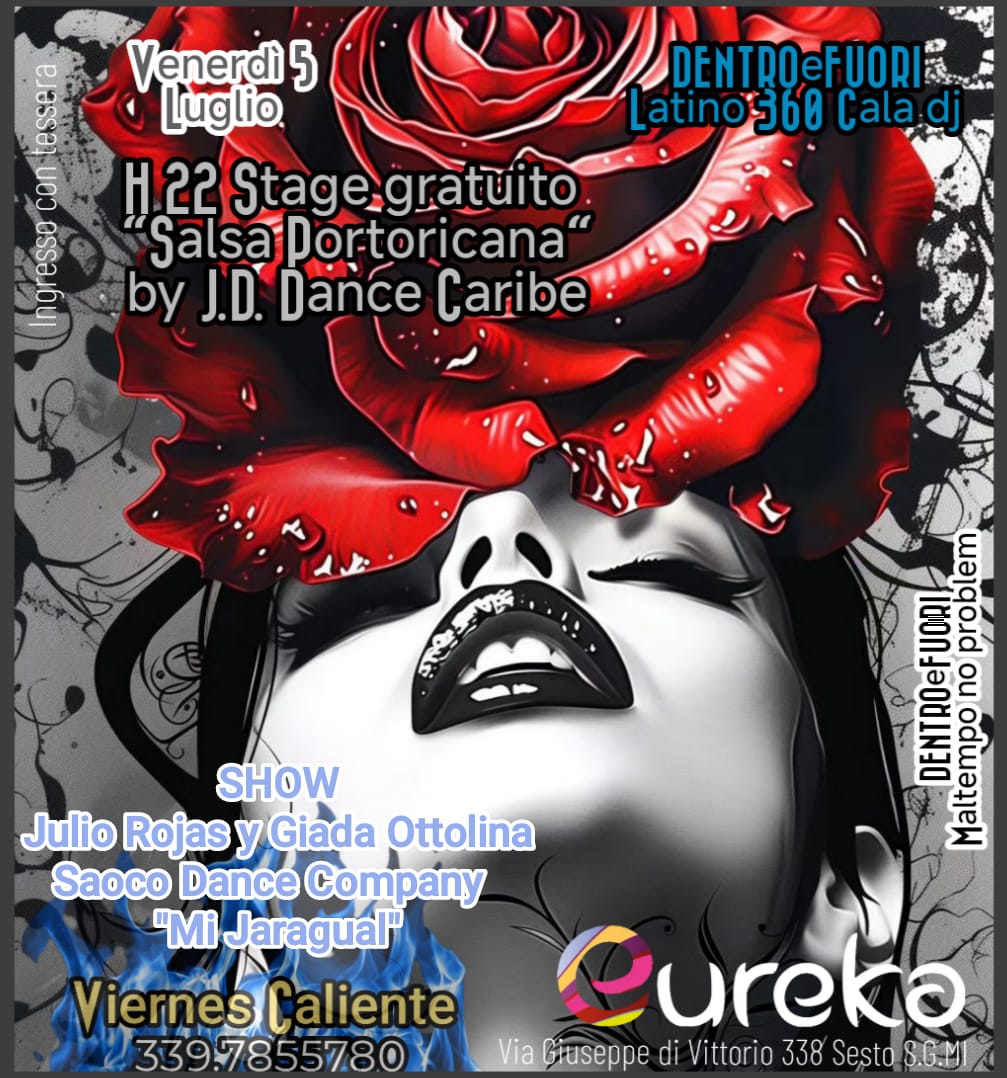 Ingresso con tessera
Venerdì 5
Luglio
DENTROeFUORI
Latino 360 Cala dj
H 22 Stage gratuito
“Salsa Portoricana“
by J.D. Dance Caribe
DENTROeFUORI
Maltempo no problem
SHOW
Julio Rojas y Giada Ottolina
Saoco Dance Company
"Mi Jaragual"
Viernes Caliente
339.7855780
eureka
Via Giuseppe di Vittorio 338 Sesto S.G.MI